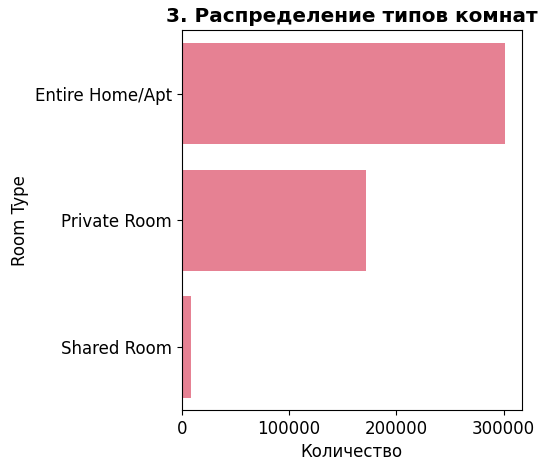 3. Распределение типов комнат
Entire Home/Apt
Private Room
Shared Room
Room Type
0 100000 200000 300000
Количество